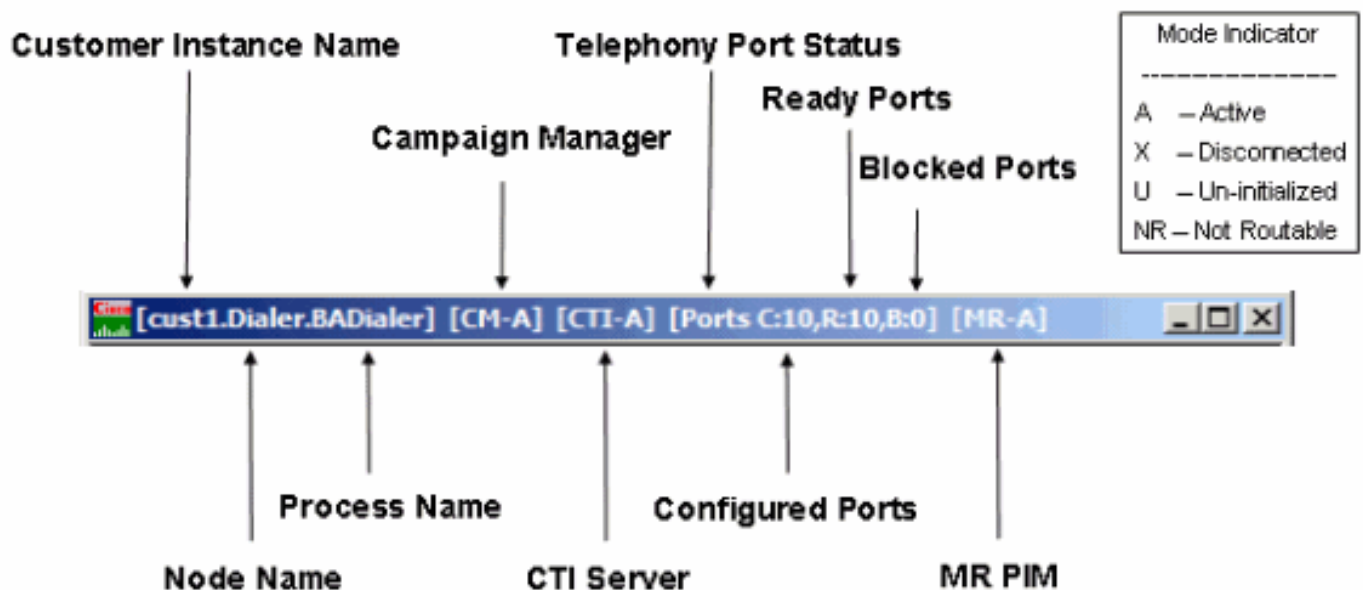 Customer Instance Name
Telephony Port Status
Ready Ports
Campaign Manager
Blocked Ports
Mode Indicator
--------------
A – Active
X – Disconnected
U – Un-initialized
NR – Not Routable
Cisco
[cust1.Dialer.BADialer] [CM-A] [CTI-A] [Ports C:10,R:10,B:0] [MR-A]
Process Name
Configured Ports
Node Name
CTI Server
MR PIM